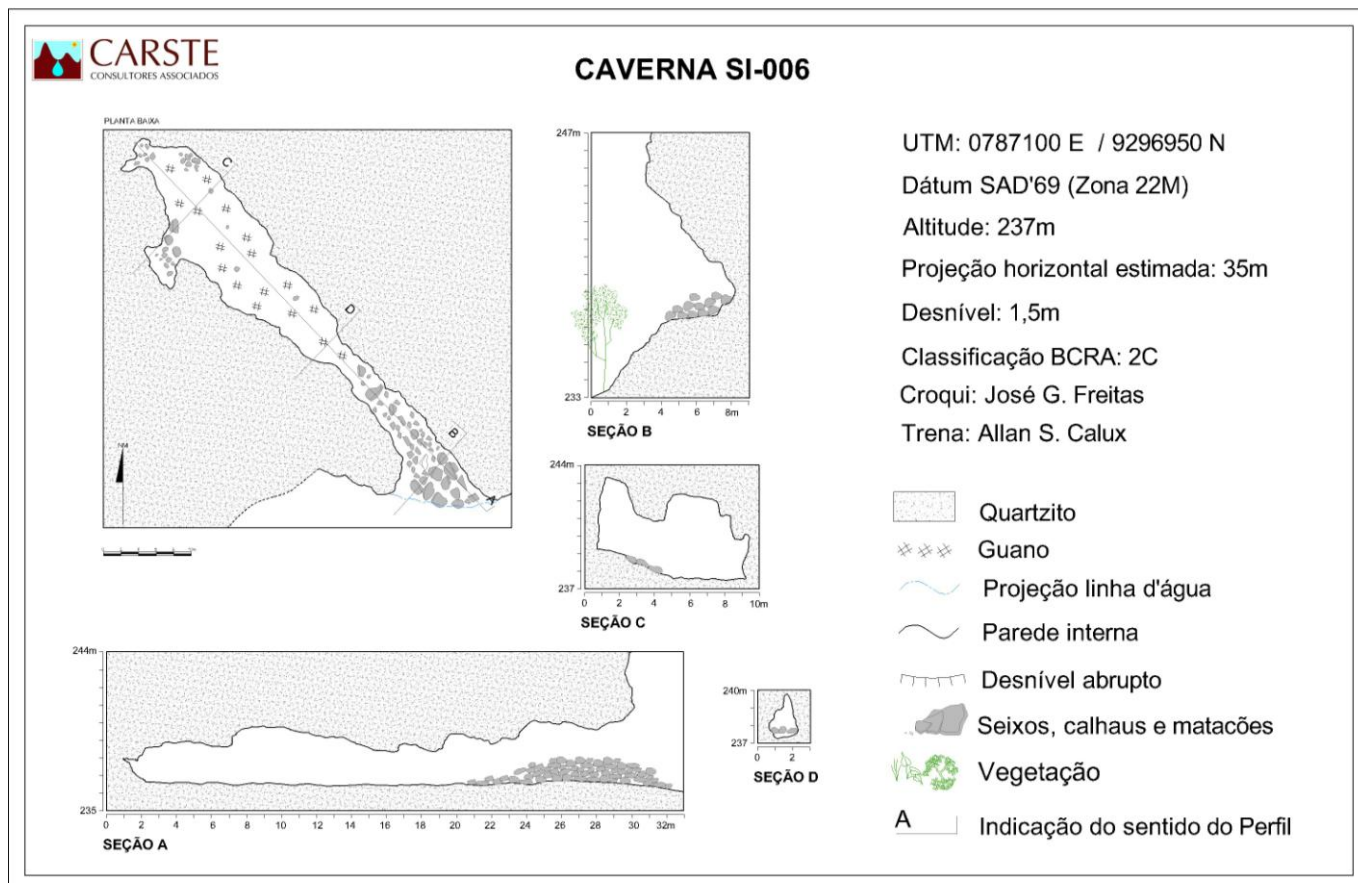 CARSTE
CONSULTORES ASSOCIADOS
CAVERNA SI-006
PLANTA BAIXA
C
D
B
A
NM
247m
233
0 2 4 6 8m
SEÇÃO B
244m
237
0 2 4 6 8 10m
SEÇÃO C
244m
235
0 2 4 6 8 10 12 14 16 18 20 22 24 26 28 30 32m
SEÇÃO A
240m
237
0 2
SEÇÃO D
UTM: 0787100 E / 9296950 N
Dátum SAD'69 (Zona 22M)
Altitude: 237m
Projeção horizontal estimada: 35m
Desnível: 1,5m
Classificação BCRA: 2C
Croqui: José G. Freitas
Trena: Allan S. Calux
Quartzito
Guano
Projeção linha d'água
Parede interna
Desnível abrupto
Seixos, calhaus e matacões
Vegetação
A
Indicação do sentido do Perfil